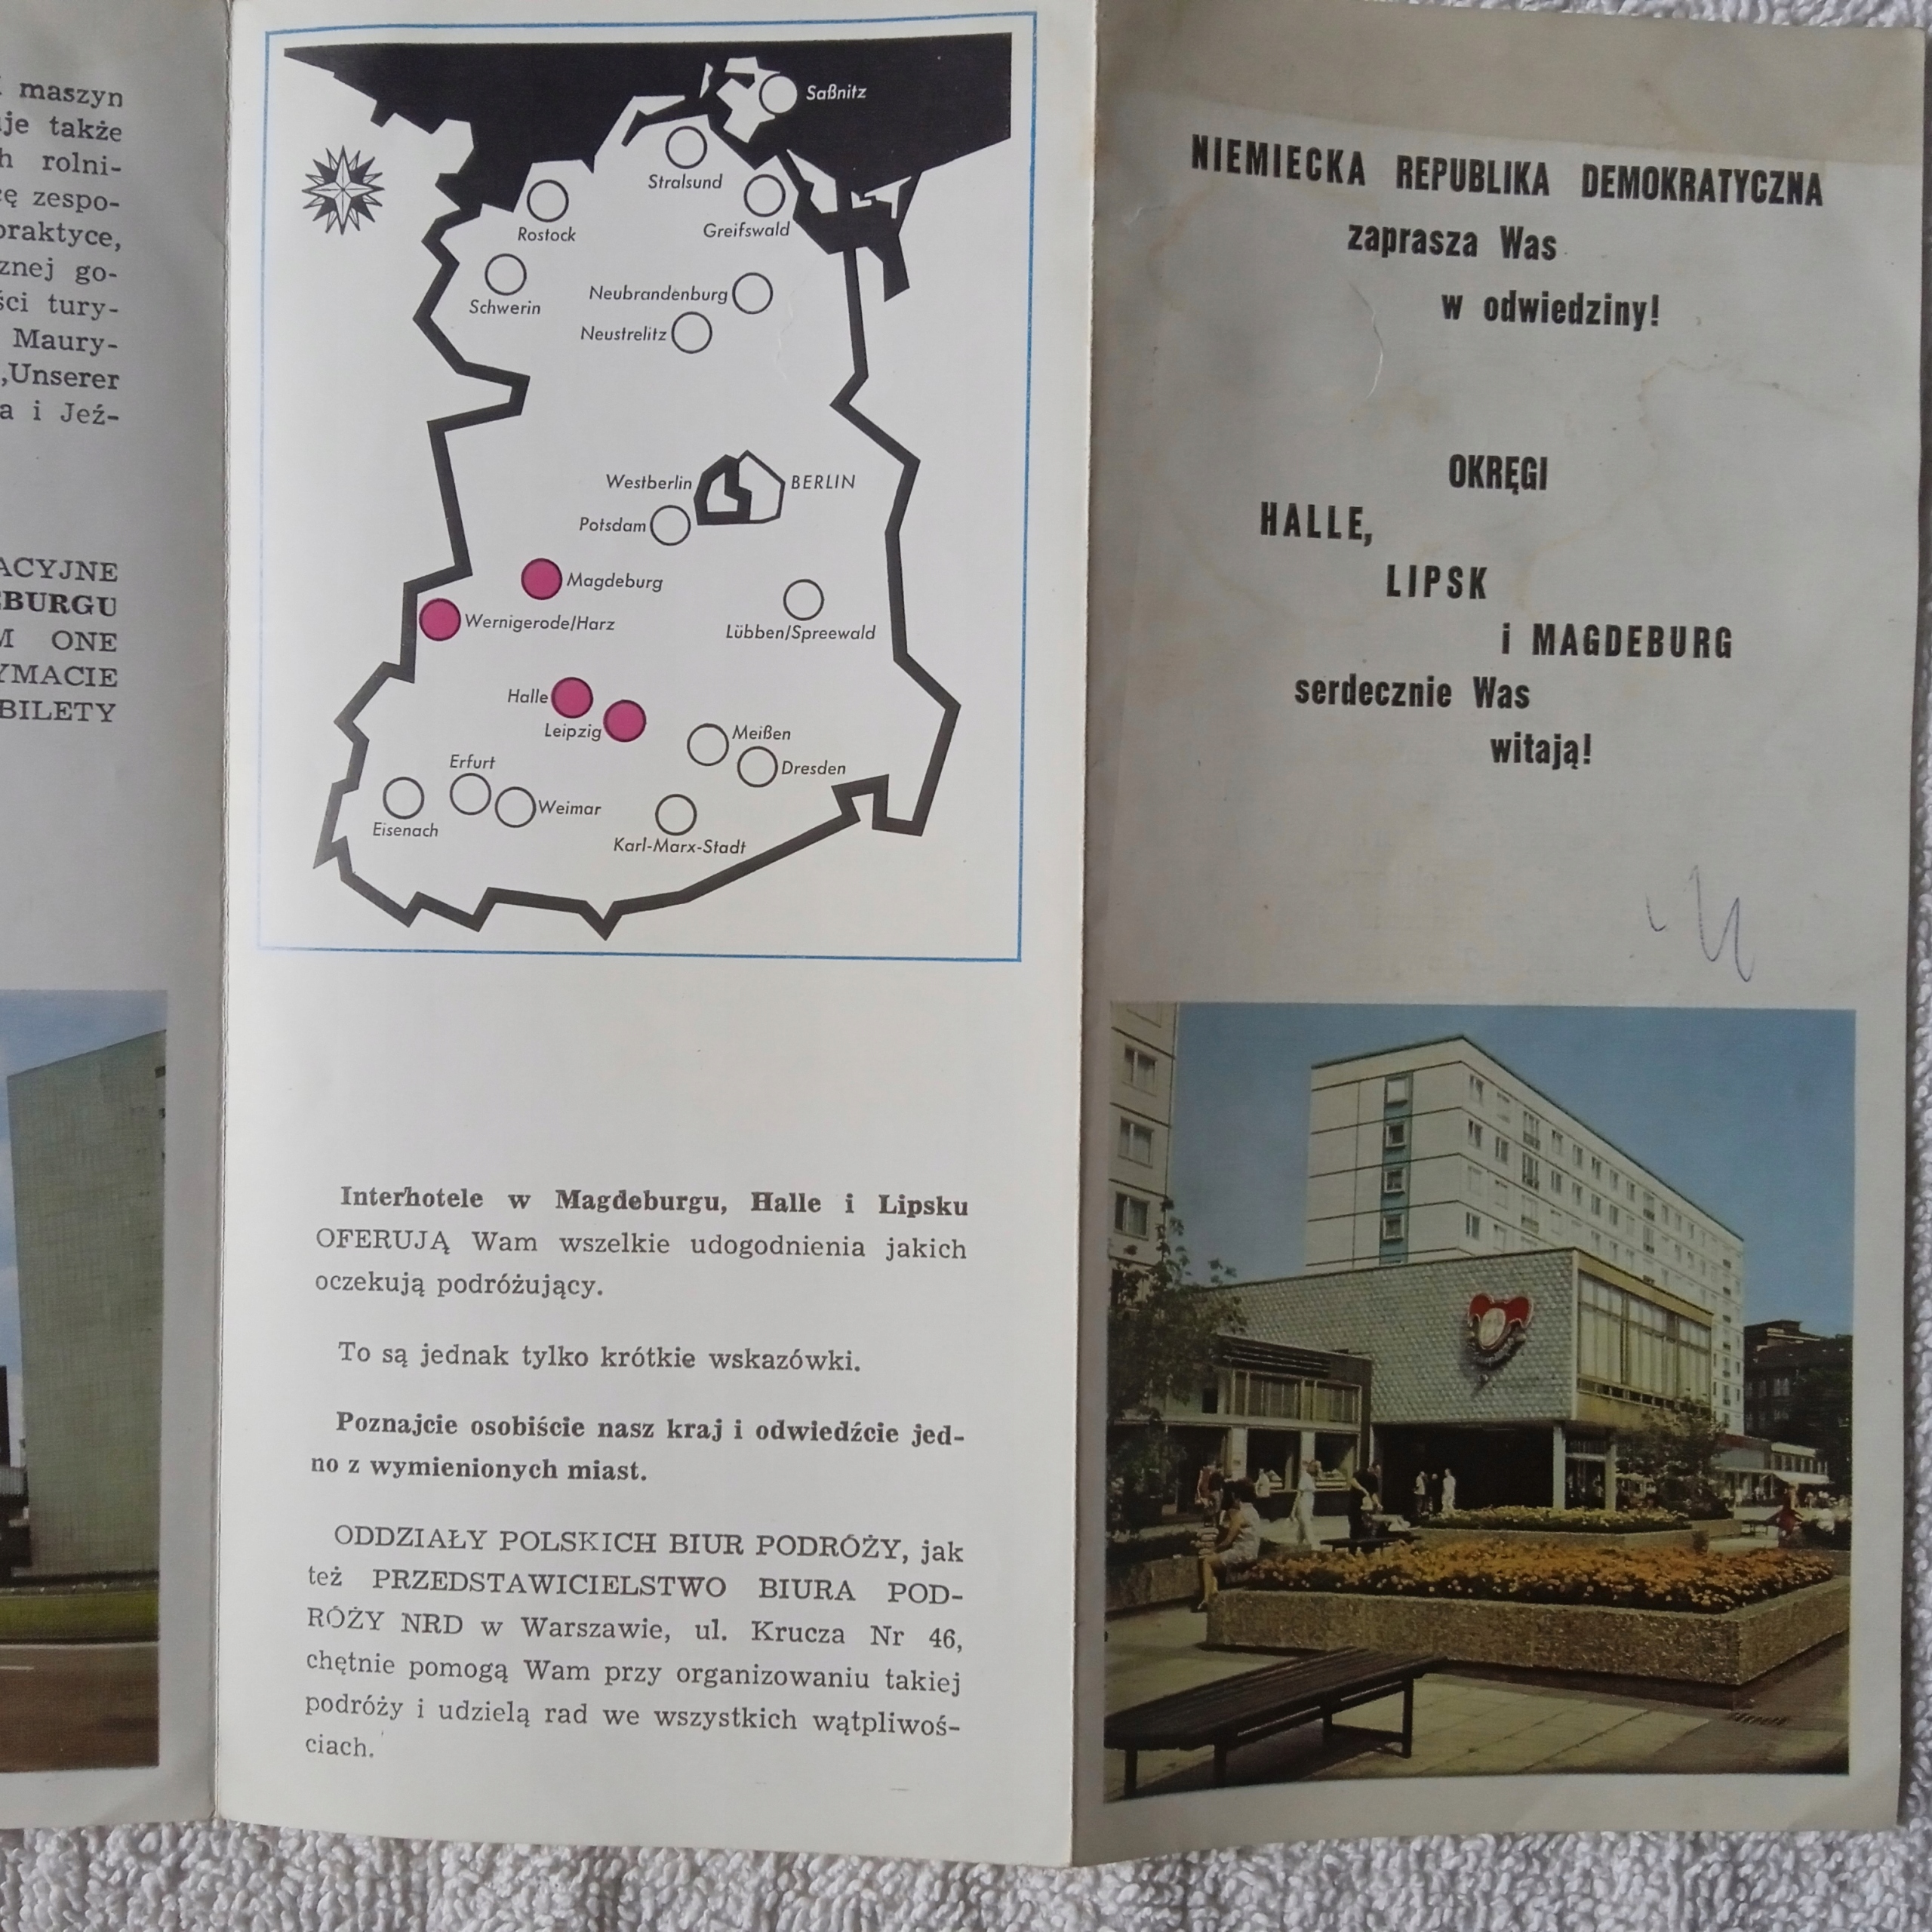 maszyn
je także
h rolni-
ę zespo-
praktyce,
znej go-
ści tury-
Maury-
„Unserer
a i Jeź-
ACYJNE
BURGU
M ONE
YMACIE
BILETY
Saßnitz
Stralsund
Rostock
Greifswald
Schwerin
Neubrandenburg
Neustrelitz
Westberlin
BERLIN
Potsdam
Magdeburg
Wernigerode/Harz
Lübben/Spreewald
Halle
Leipzig
Meißen
Dresden
Erfurt
Weimar
Eisenach
Karl-Marx-Stadt
Interhotele w Magdeburgu, Halle i Lipsku
OFERUJĄ Wam wszelkie udogodnienia jakich
oczekują podróżujący.
To są jednak tylko krótkie wskazówki.
Poznajcie osobiście nasz kraj i odwiedźcie jed-
no z wymienionych miast.
ODDZIAŁY POLSKICH BIUR PODRÓŻY, jak
też PRZEDSTAWICIELSTWO BIURA POD-
RÓŻY NRD w Warszawie, ul. Krucza Nr 46,
chętnie pomogą Wam przy organizowaniu takiej
podróży i udzielą rad we wszystkich wątpliwoś-
ciach.
NIEMIECKA REPUBLIKA DEMOKRATYCZNA
zaprasza Was
w odwiedziny!
OKRĘGI
HALLE,
LIPSK
i MAGDEBURG
serdecznie Was
witają!